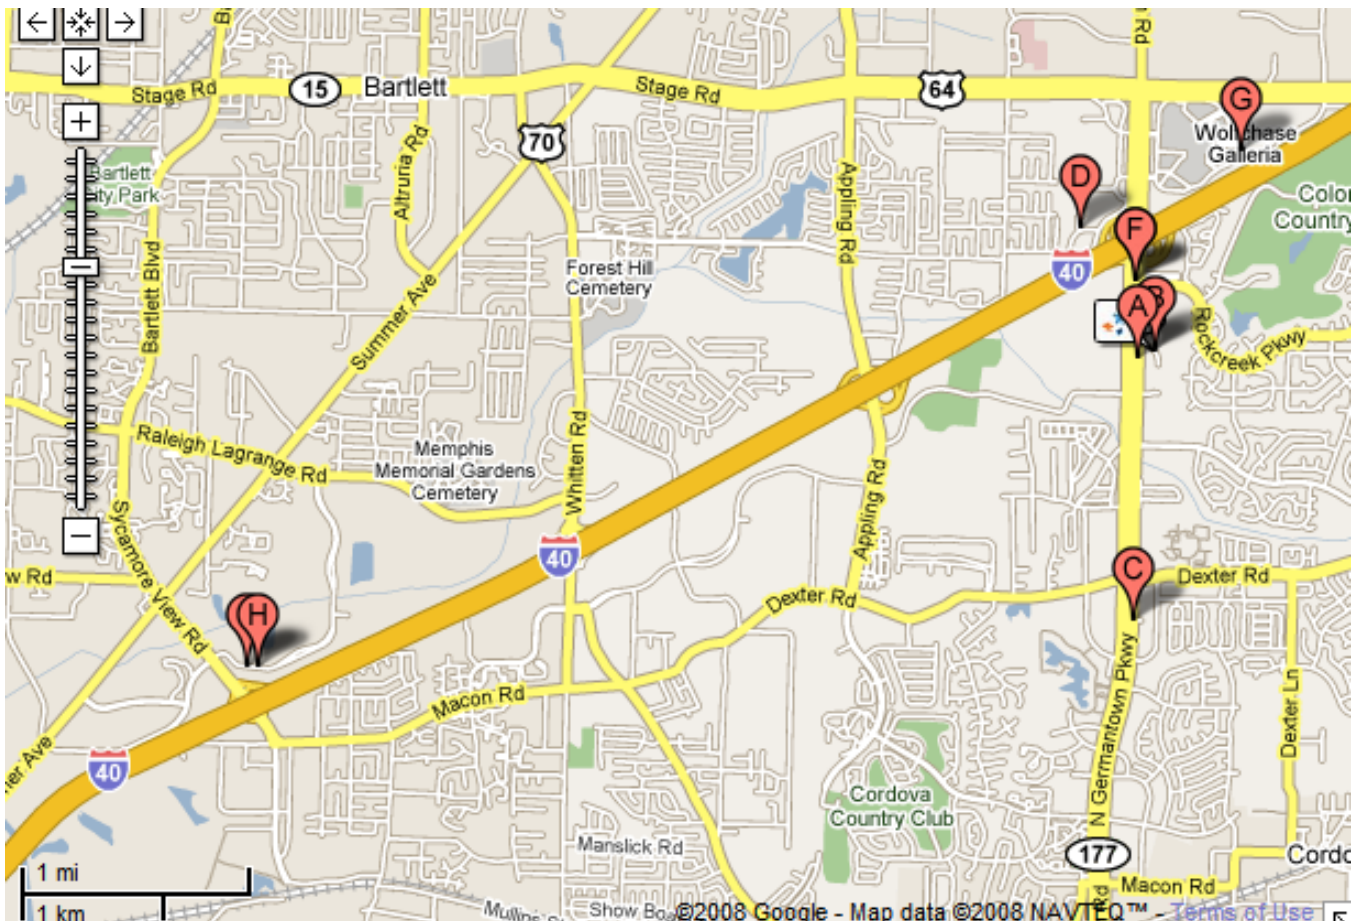 Rd
Stage Rd
15
Bartlett
Stage Rd
64
G
Wolfchase
Galleria
70
Altruria Rd
Bartlett
City Park
D
Appling Rd
Country
F
40
Forest Hill
Cemetery
Bartlett Blvd
Summer Ave
B
A
Rockcreek Pkwy
Raleigh Lagrange Rd
Memphis
Memorial Gardens
Cemetery
Whitten Rd
Appling Rd
Sycamore View Rd
40
C
Dexter Rd
Rd
Dexter Rd
H
N Germantown Pkwy
Macon Rd
Dexter Ln
40
Cordova
Country Club
Manslick Rd
177
1 mi
Macon Rd
Rd
1 km
Show
©2008 Google - Map data ©2008 NAVTEQ™ - Terms of Use